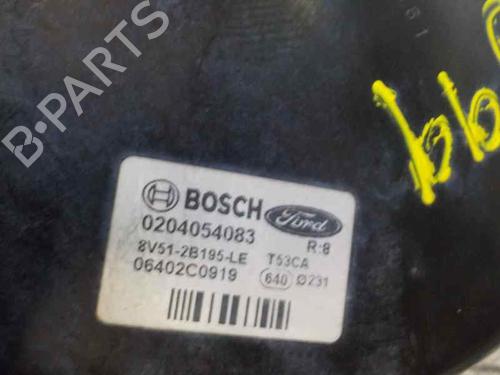 BOSCH Ford
0204054083 R:8
8V51-2B195-LE T53CA
06402C0919 640 Ø231
B-PARTS